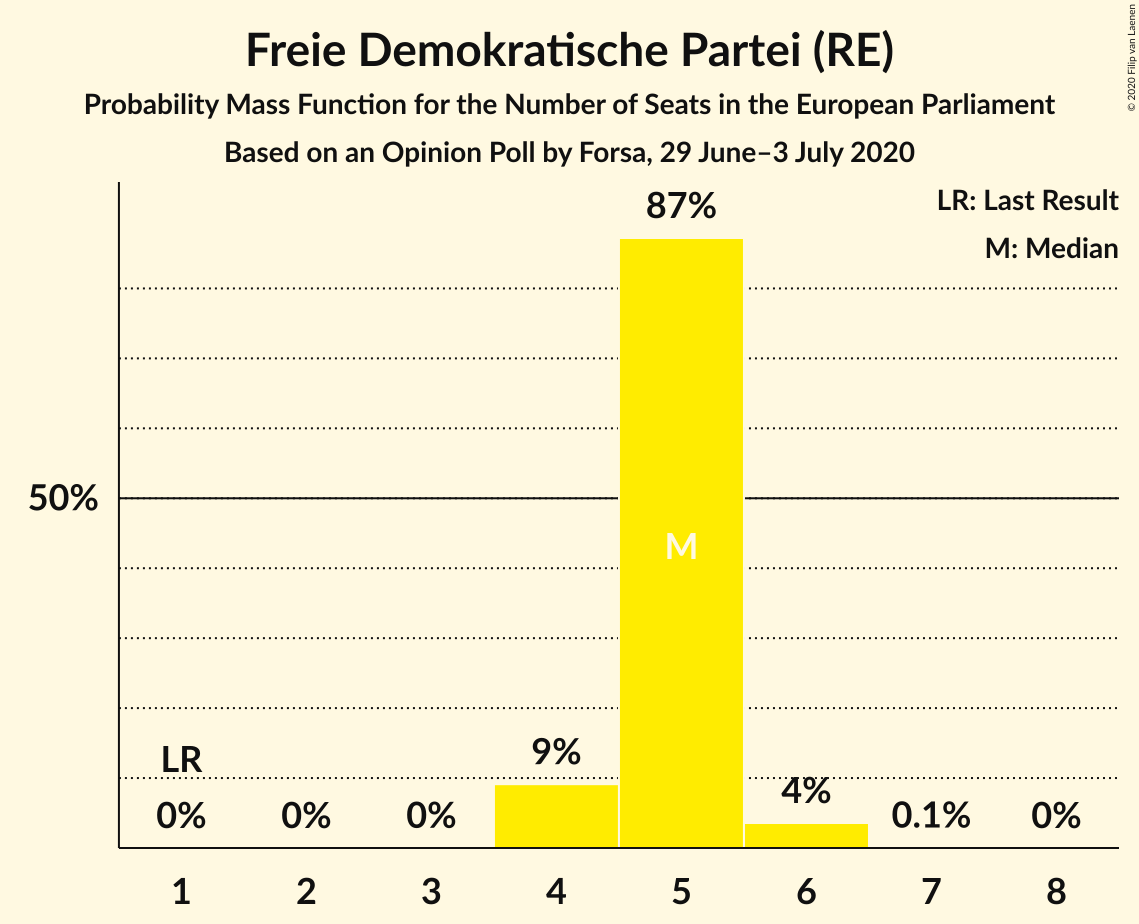 Freie Demokratische Partei (RE)
Probability Mass Function for the Number of Seats in the European Parliament
Based on an Opinion Poll by Forsa, 29 June–3 July 2020
© 2020 Filip van Laenen
LR: Last Result
M: Median
87%
50%
M
LR
9%
4%
0%
0%
0%
0.1%
0%
1 2 3 4 5 6 7 8